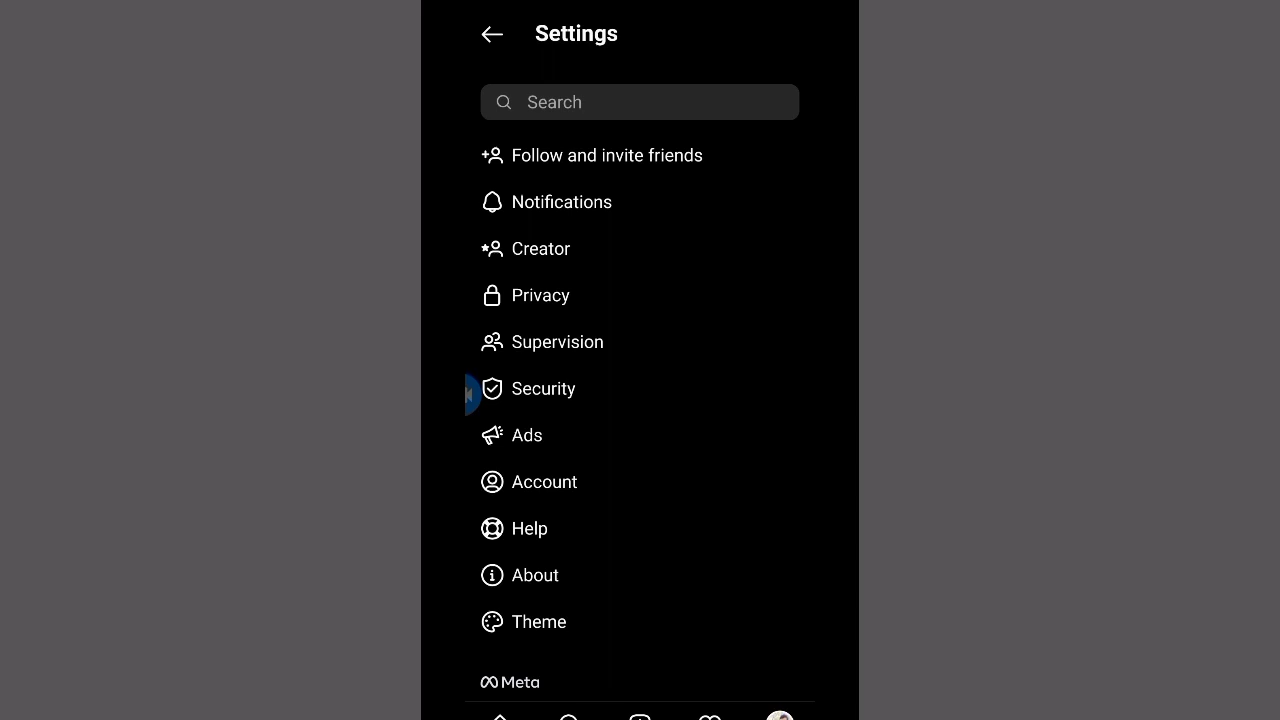 Settings
Search
Follow and invite friends
Notifications
Creator
Privacy
Supervision
Security
Ads
Account
Help
About
Theme
Meta